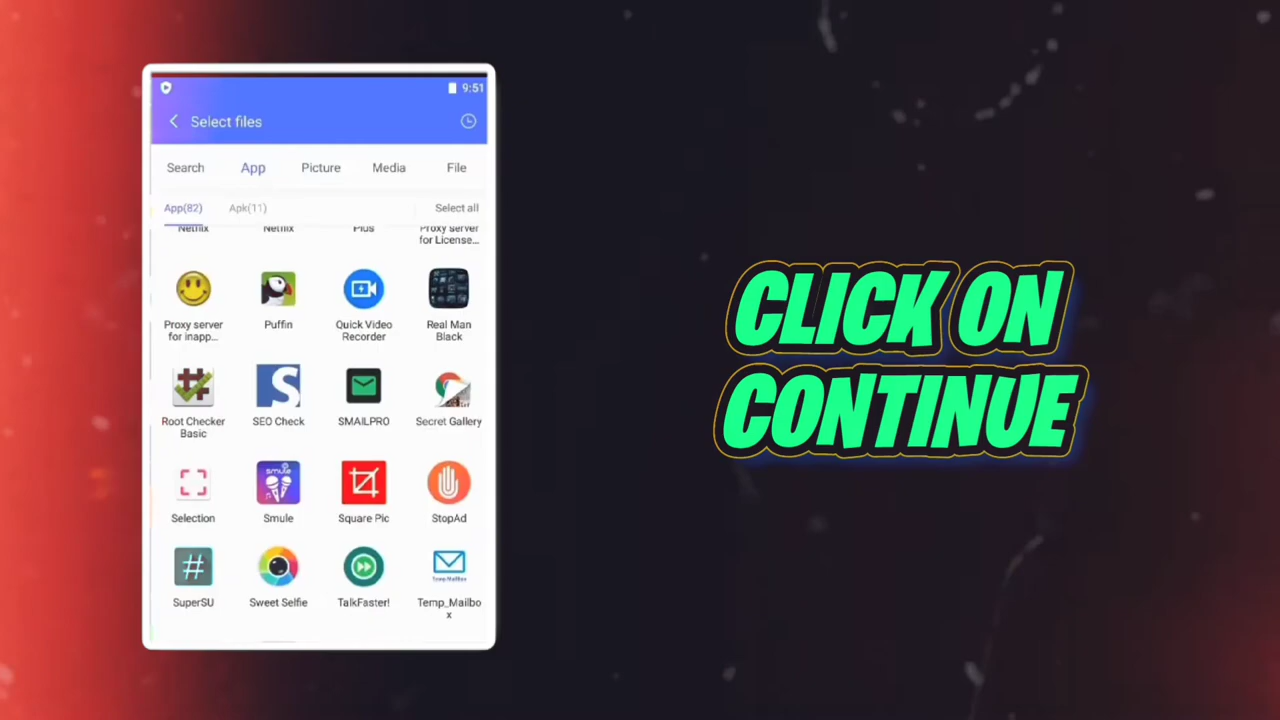 9:51
Select files
Search App Picture Media File
App(82) Apk(11) Select all
Netflix Netflix Plus Proxy server
for License...
Proxy server Puffin Quick Video Real Man
for inapp... Recorder Black
Root Checker SEO Check SMAILPRO Secret Gallery
Basic
Selection Smule Square Pic StopAd
SuperSU Sweet Selfie TalkFaster! Temp_Mailbo
x
CLICK ON
CONTINUE